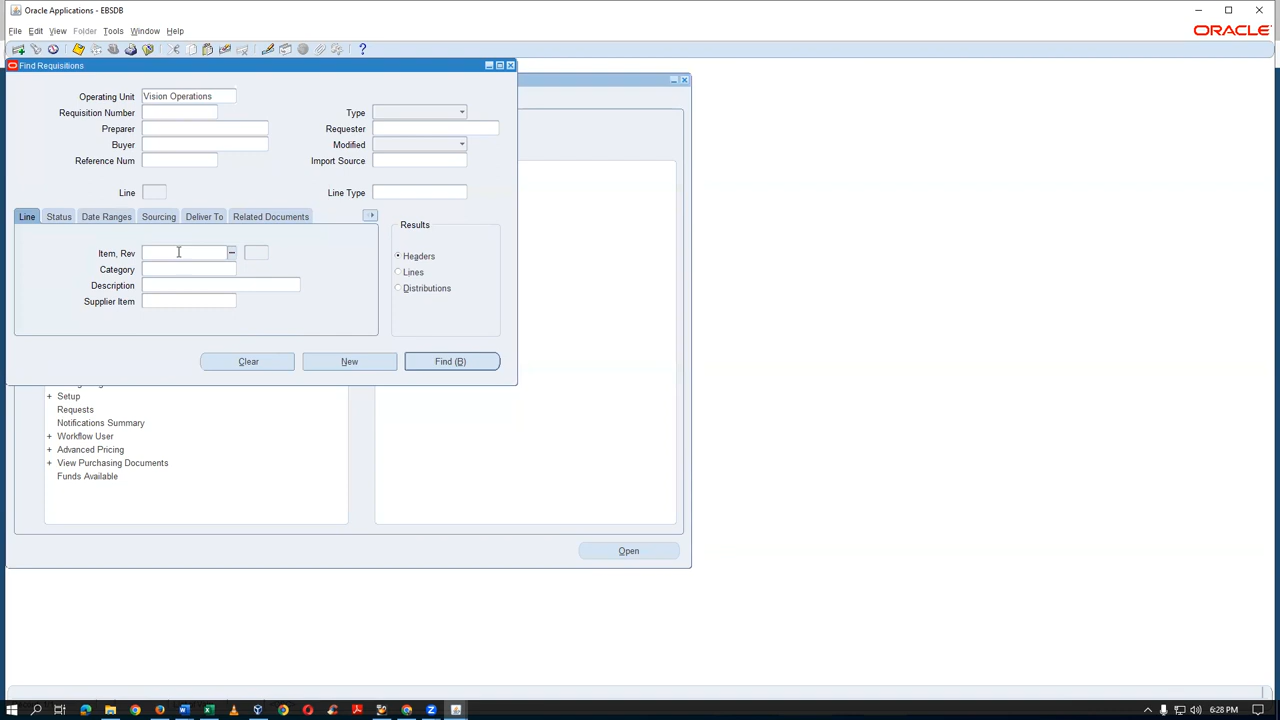 Oracle Applications - EBSDB
File Edit View Folder Tools Window Help
ORACLE
Find Requisitions
Operating Unit Vision Operations
Requisition Number Type
Preparer Requester
Buyer Modified
Reference Num Import Source
Line Line Type
Line Status Date Ranges Sourcing Deliver To Related Documents
Results
Item, Rev
Headers
Category
Lines
Description
Distributions
Supplier Item
Clear New Find (B)
+ Setup
Requests
Notifications Summary
+ Workflow User
+ Advanced Pricing
+ View Purchasing Documents
Funds Available
Open
6:28 PM